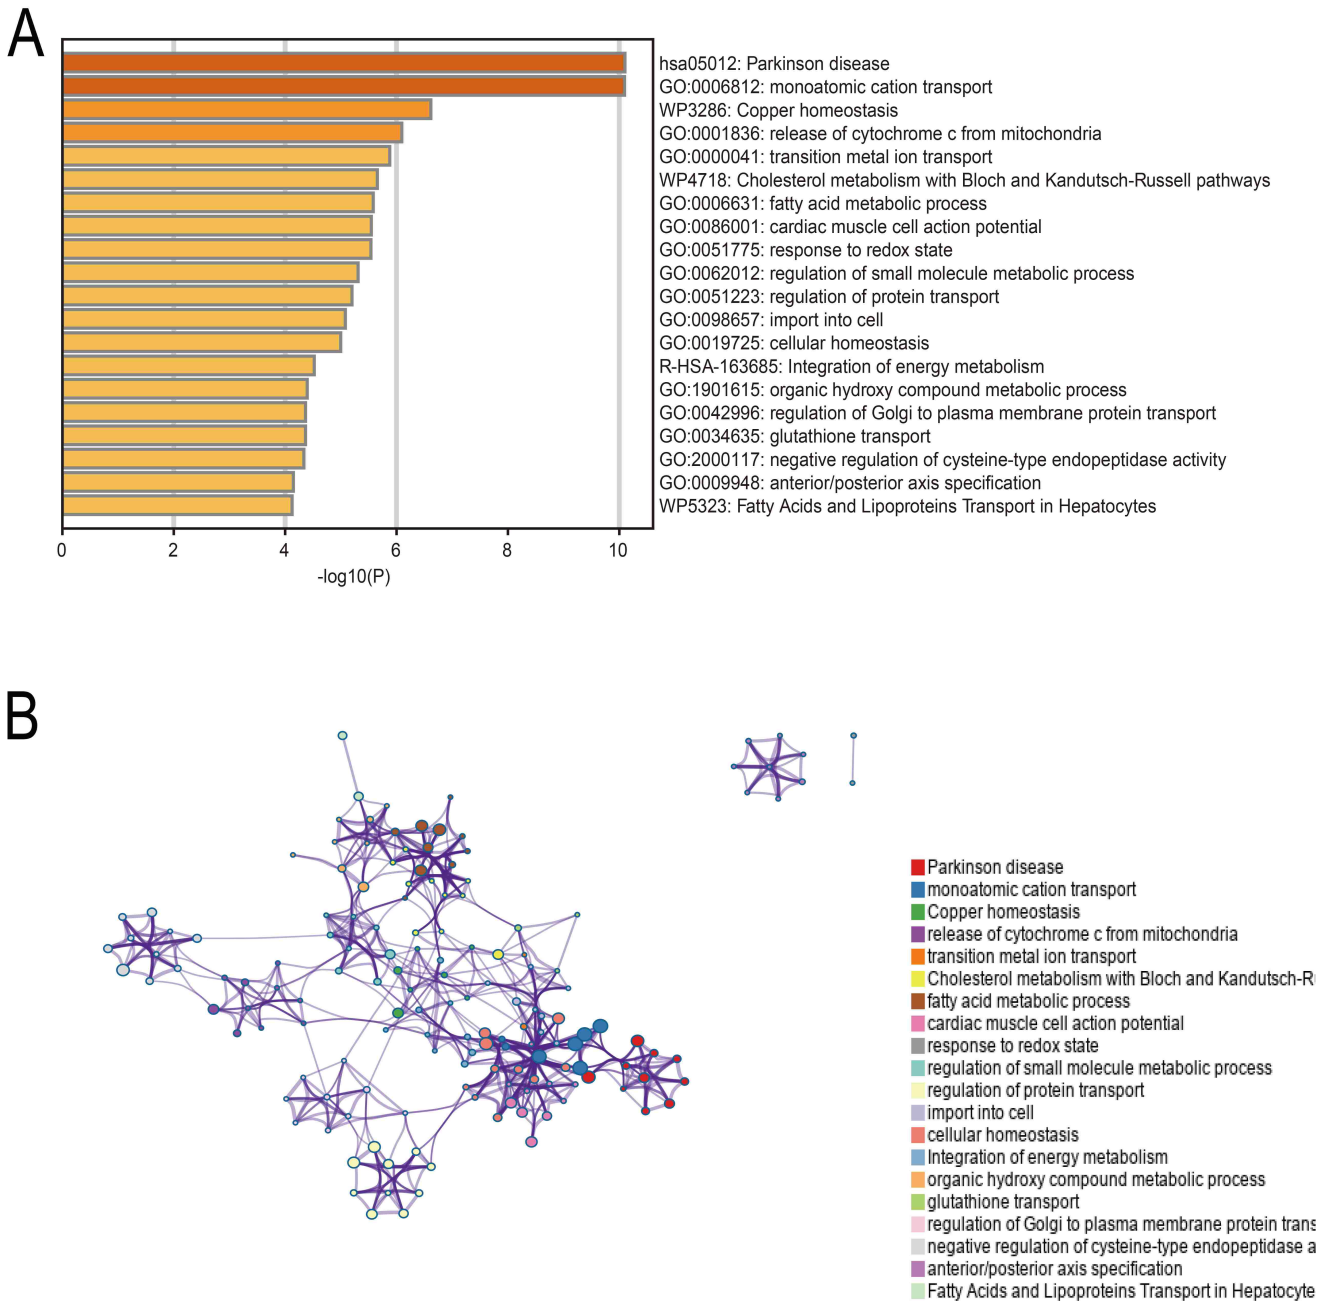 A
hsa05012: Parkinson disease
GO:0006812: monoatomic cation transport
WP3286: Copper homeostasis
GO:0001836: release of cytochrome c from mitochondria
GO:0000041: transition metal ion transport
WP4718: Cholesterol metabolism with Bloch and Kandutsch-Russell pathways
GO:0006631: fatty acid metabolic process
GO:0086001: cardiac muscle cell action potential
GO:0051775: response to redox state
GO:0062012: regulation of small molecule metabolic process
GO:0051223: regulation of protein transport
GO:0098657: import into cell
GO:0019725: cellular homeostasis
R-HSA-163685: Integration of energy metabolism
GO:1901615: organic hydroxy compound metabolic process
GO:0042996: regulation of Golgi to plasma membrane protein transport
GO:0034635: glutathione transport
GO:2000117: negative regulation of cysteine-type endopeptidase activity
GO:0009948: anterior/posterior axis specification
WP5323: Fatty Acids and Lipoproteins Transport in Hepatocytes
0 2 4 6 8 10
-log10(P)
B
Parkinson disease
monoatomic cation transport
Copper homeostasis
release of cytochrome c from mitochondria
transition metal ion transport
Cholesterol metabolism with Bloch and Kandutsch-R
fatty acid metabolic process
cardiac muscle cell action potential
response to redox state
regulation of small molecule metabolic process
regulation of protein transport
import into cell
cellular homeostasis
Integration of energy metabolism
organic hydroxy compound metabolic process
glutathione transport
regulation of Golgi to plasma membrane protein trans
negative regulation of cysteine-type endopeptidase a
anterior/posterior axis specification
Fatty Acids and Lipoproteins Transport in Hepatocyte